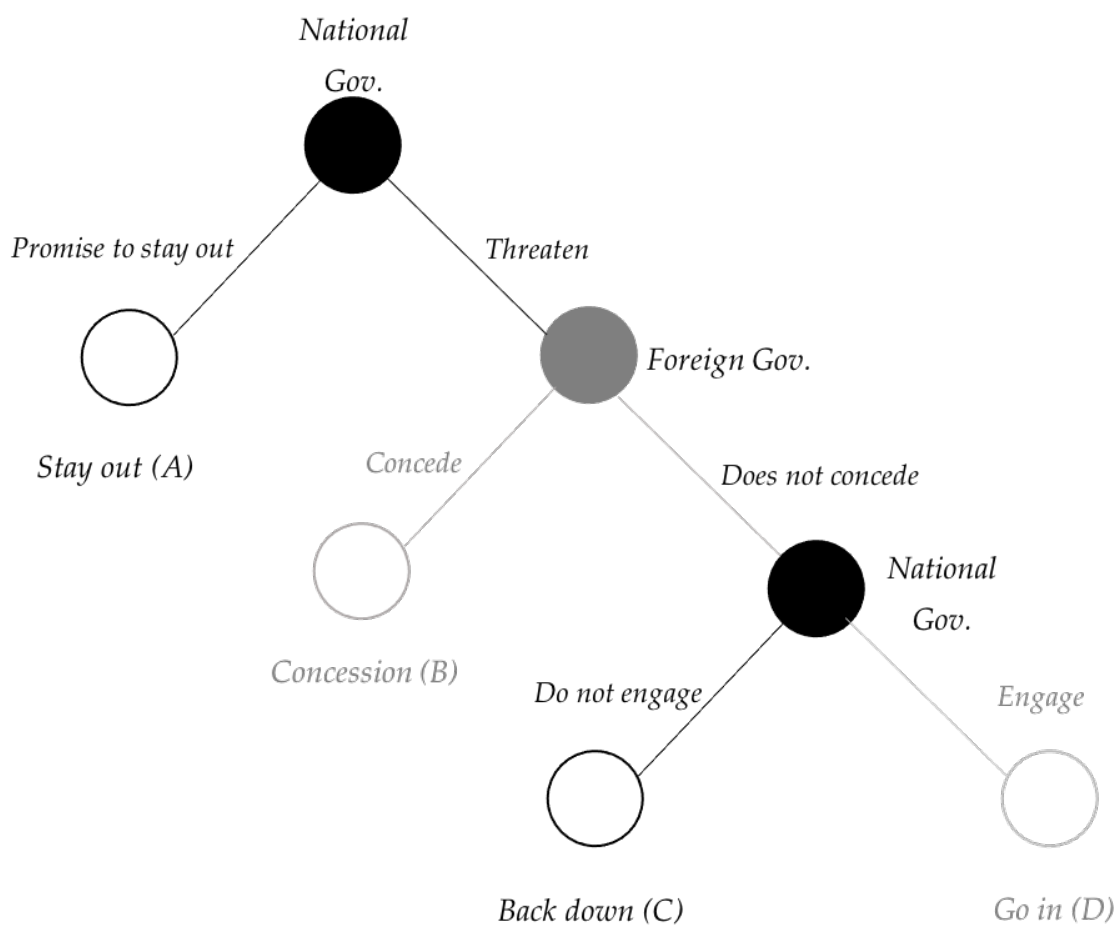 National
Gov.
Promise to stay out
Threaten
Foreign Gov.
Stay out (A)
Concede
Does not concede
National
Gov.
Concession (B)
Do not engage
Engage
Back down (C)
Go in (D)